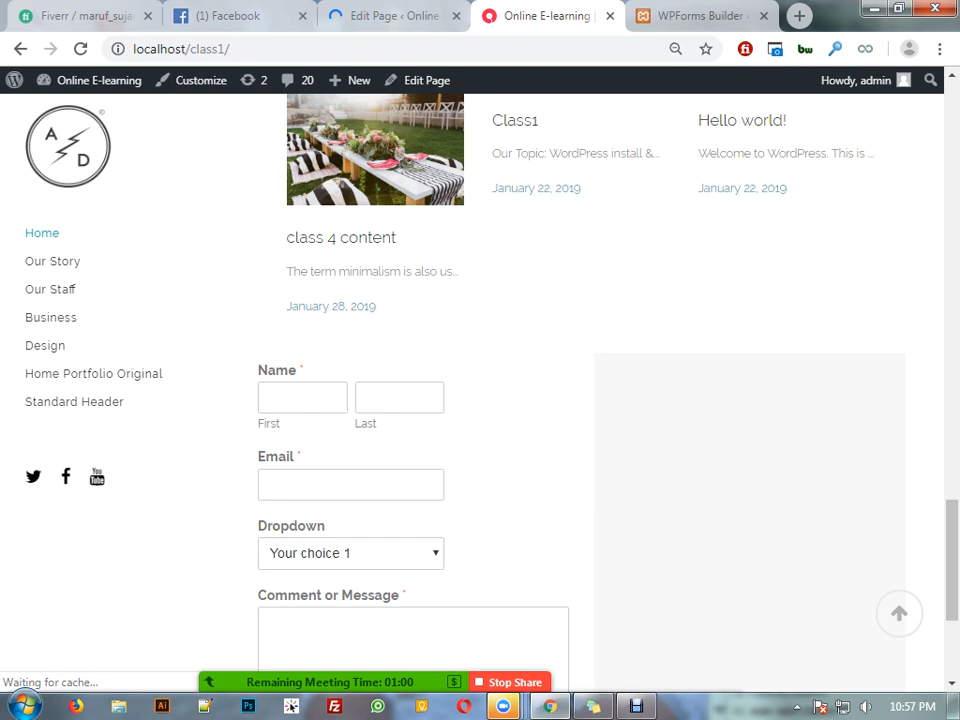 Fiverr / maruf_suja
(1) Facebook
Edit Page ‹ Online
Online E-learning |
WPForms Builder ‹
localhost/class1/
Online E-learning
Customize
2
20
New
Edit Page
Howdy, admin
A
D
®
Class1
Hello world!
Our Topic: WordPress install &...
Welcome to WordPress. This is ...
January 22, 2019
January 22, 2019
class 4 content
The term minimalism is also us...
January 28, 2019
Home
Our Story
Our Staff
Business
Design
Home Portfolio Original
Standard Header
You
Tube
Name *
First
Last
Email *
Dropdown
Your choice 1
Comment or Message *
Waiting for cache...
Remaining Meeting Time: 01:00
$
Stop Share
10:57 PM